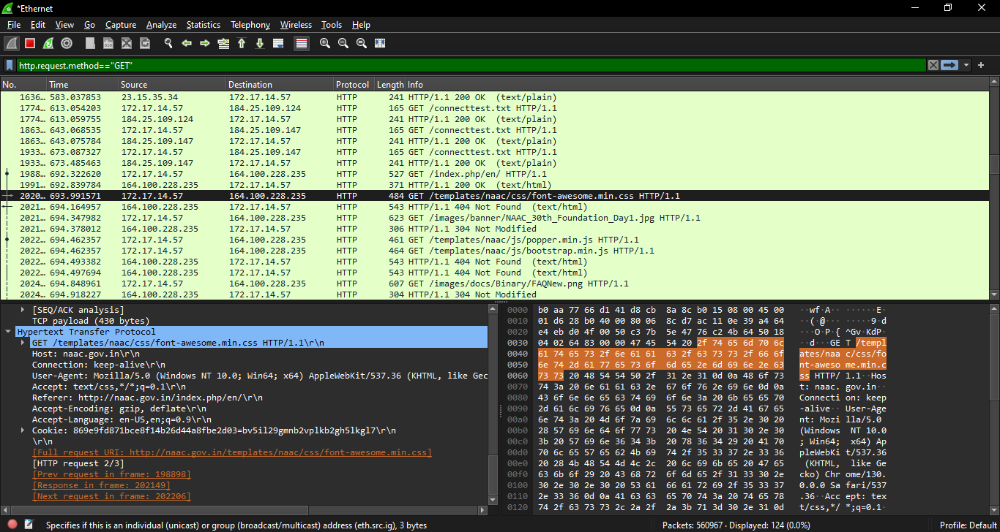 *Ethernet
File Edit View Go Capture Analyze Statistics Telephony Wireless Tools Help
http.request.method=="GET"
No. Time Source Destination Protocol Length Info
1636… 583.037853 23.15.35.34 172.17.14.57 HTTP 241 HTTP/1.1 200 OK (text/plain)
1774… 613.054203 172.17.14.57 184.25.109.124 HTTP 165 GET /connecttest.txt HTTP/1.1
1774… 613.059755 184.25.109.124 172.17.14.57 HTTP 241 HTTP/1.1 200 OK (text/plain)
1863… 643.068535 172.17.14.57 184.25.109.147 HTTP 165 GET /connecttest.txt HTTP/1.1
1863… 643.075784 184.25.109.147 172.17.14.57 HTTP 241 HTTP/1.1 200 OK (text/plain)
1933… 673.087327 172.17.14.57 184.25.109.147 HTTP 165 GET /connecttest.txt HTTP/1.1
1933… 673.485463 184.25.109.147 172.17.14.57 HTTP 241 HTTP/1.1 200 OK (text/plain)
1988… 692.322620 172.17.14.57 164.100.228.235 HTTP 527 GET /index.php/en/ HTTP/1.1
1991… 692.839784 164.100.228.235 172.17.14.57 HTTP 371 HTTP/1.1 200 OK (text/html)
2020… 693.991571 172.17.14.57 164.100.228.235 HTTP 484 GET /templates/naac/css/font-awesome.min.css HTTP/1.1
2021… 694.164957 164.100.228.235 172.17.14.57 HTTP 543 HTTP/1.1 404 Not Found (text/html)
2021… 694.347982 172.17.14.57 164.100.228.235 HTTP 623 GET /images/banner/NAAC_30th_Foundation_Day1.jpg HTTP/1.1
2021… 694.378012 164.100.228.235 172.17.14.57 HTTP 306 HTTP/1.1 304 Not Modified
2022… 694.462357 172.17.14.57 164.100.228.235 HTTP 461 GET /templates/naac/js/popper.min.js HTTP/1.1
2022… 694.462357 172.17.14.57 164.100.228.235 HTTP 464 GET /templates/naac/js/bootstrap.min.js HTTP/1.1
2022… 694.493382 164.100.228.235 172.17.14.57 HTTP 543 HTTP/1.1 404 Not Found (text/html)
2022… 694.497694 164.100.228.235 172.17.14.57 HTTP 543 HTTP/1.1 404 Not Found (text/html)
2024… 694.848961 172.17.14.57 164.100.228.235 HTTP 607 GET /images/docs/Binary/FAQNew.png HTTP/1.1
2024… 694.918227 164.100.228.235 172.17.14.57 HTTP 304 HTTP/1.1 304 Not Modified
[SEQ/ACK analysis]
TCP payload (430 bytes)
Hypertext Transfer Protocol
GET /templates/naac/css/font-awesome.min.css HTTP/1.1\r\n
Host: naac.gov.in\r\n
Connection: keep-alive\r\n
User-Agent: Mozilla/5.0 (Windows NT 10.0; Win64; x64) AppleWebKit/537.36 (KHTML, like Gec
Accept: text/css,*/*;q=0.1\r\n
Referer: http://naac.gov.in/index.php/en/\r\n
Accept-Encoding: gzip, deflate\r\n
Accept-Language: en-US,en;q=0.9\r\n
Cookie: 869e9fd871bce8f14b26d44a8fbe2d03=bv5il29gmnb2vplkb2gh5lkgl7\r\n
\r\n
[Full request URI: http://naac.gov.in/templates/naac/css/font-awesome.min.css]
[HTTP request 2/3]
[Prev request in frame: 198898]
[Response in frame: 202149]
[Next request in frame: 202206]
0000 b0 aa 77 66 d1 41 d8 cb 8a 8c b0 15 08 00 45 00 ··wf·A·· ······E·
0010 01 d6 28 b0 40 00 80 06 8c d7 ac 11 0e 39 a4 64 ··(·@··· ·····9·d
0020 e4 eb d0 4f 00 50 c3 7b 5e 47 76 c2 4b 64 50 18 ···O·P·{ ^Gv·KdP·
0030 04 02 64 83 00 00 47 45 54 20 2f 74 65 6d 70 6c ··d···GE T /templ
0040 61 74 65 73 2f 6e 61 61 63 2f 63 73 73 2f 66 6f ates/naa c/css/fo
0050 6e 74 2d 61 77 65 73 6f 6d 65 2e 6d 69 6e 2e 63 nt-aweso me.min.c
0060 73 73 20 48 54 54 50 2f 31 2e 31 0d 0a 48 6f 73 ss HTTP/ 1.1··Hos
0070 74 3a 20 6e 61 61 63 2e 67 6f 76 2e 69 6e 0d 0a t: naac. gov.in··
0080 43 6f 6e 6e 65 63 74 69 6f 6e 3a 20 6b 65 65 70 Connecti on: keep
0090 2d 61 6c 69 76 65 0d 0a 55 73 65 72 2d 41 67 65 -alive·· User-Age
00a0 6e 74 3a 20 4d 6f 7a 69 6c 6c 61 2f 35 2e 30 20 nt: Mozi lla/5.0
00b0 28 57 69 6e 64 6f 77 73 20 4e 54 20 31 30 2e 30 (Windows NT 10.0
00c0 3b 20 57 69 6e 36 34 3b 20 78 36 34 29 20 41 70 ; Win64; x64) Ap
00d0 70 6c 65 57 65 62 4b 69 74 2f 35 33 37 2e 33 36 pleWebKi t/537.36
00e0 20 28 4b 48 54 4d 4c 2c 20 6c 69 6b 65 20 47 65 (KHTML, like Ge
00f0 63 6b 6f 29 20 43 68 72 6f 6d 65 2f 31 33 30 2e cko) Chr ome/130.
0100 30 2e 30 2e 30 20 53 61 66 61 72 69 2f 35 33 37 0.0.0 Sa fari/537
0110 2e 33 36 0d 0a 41 63 63 65 70 74 3a 20 74 65 78 .36··Acc ept: tex
0120 74 2f 63 73 73 2c 2a 2f 2a 3b 71 3d 30 2e 31 0d t/css,*/ *;q=0.1·
Specifies if this is an individual (unicast) or group (broadcast/multicast) address (eth.src.ig), 3 bytes
Packets: 560967 · Displayed: 124 (0.0%)
Profile: Default